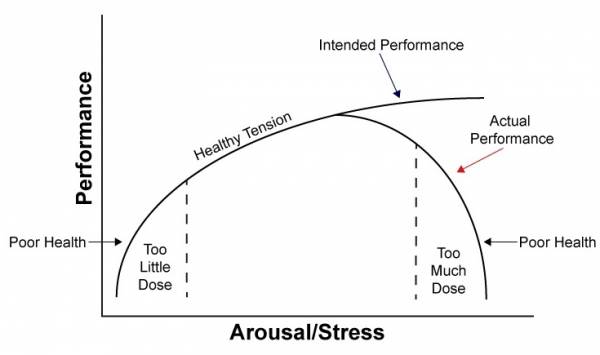 Intended Performance
Actual
Performance
Healthy Tension
Performance
Poor Health
Too
Little
Dose
Too
Much
Dose
Poor Health
Arousal/Stress